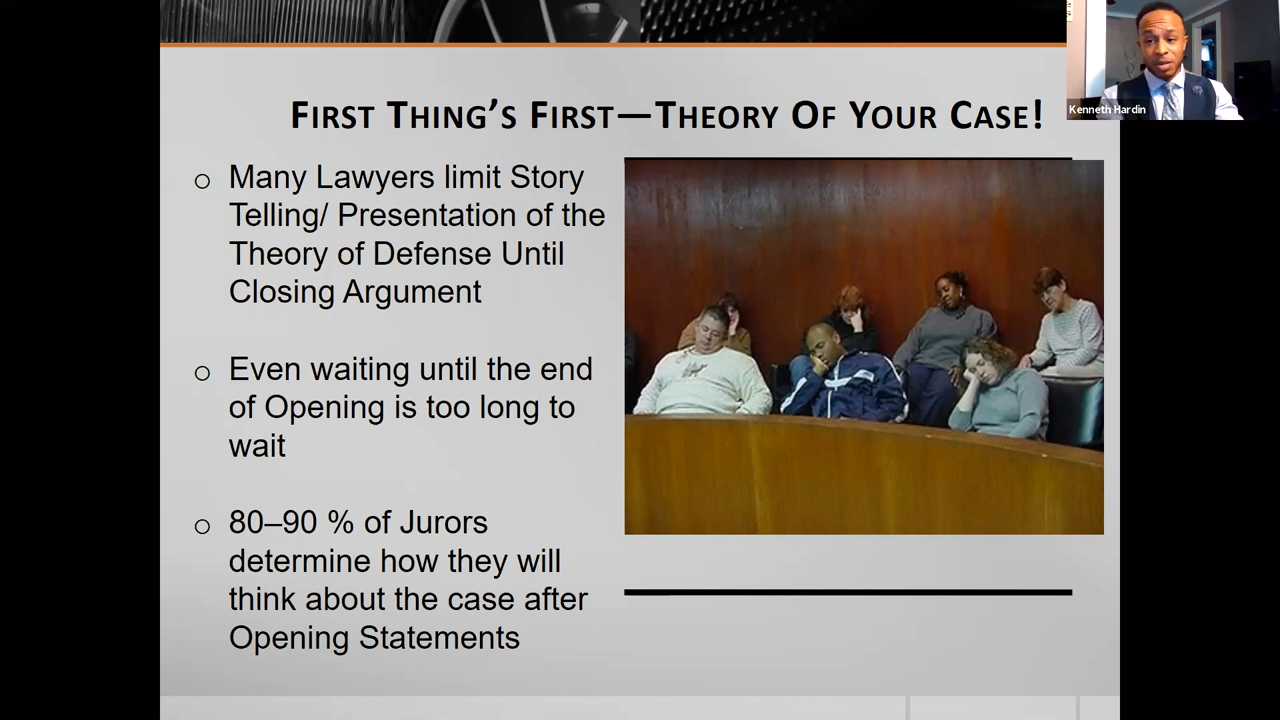 First Thing's First—Theory Of Your Case!
Kenneth Hardin
o Many Lawyers limit Story
Telling/ Presentation of the
Theory of Defense Until
Closing Argument
o Even waiting until the end
of Opening is too long to
wait
o 80–90 % of Jurors
determine how they will
think about the case after
Opening Statements